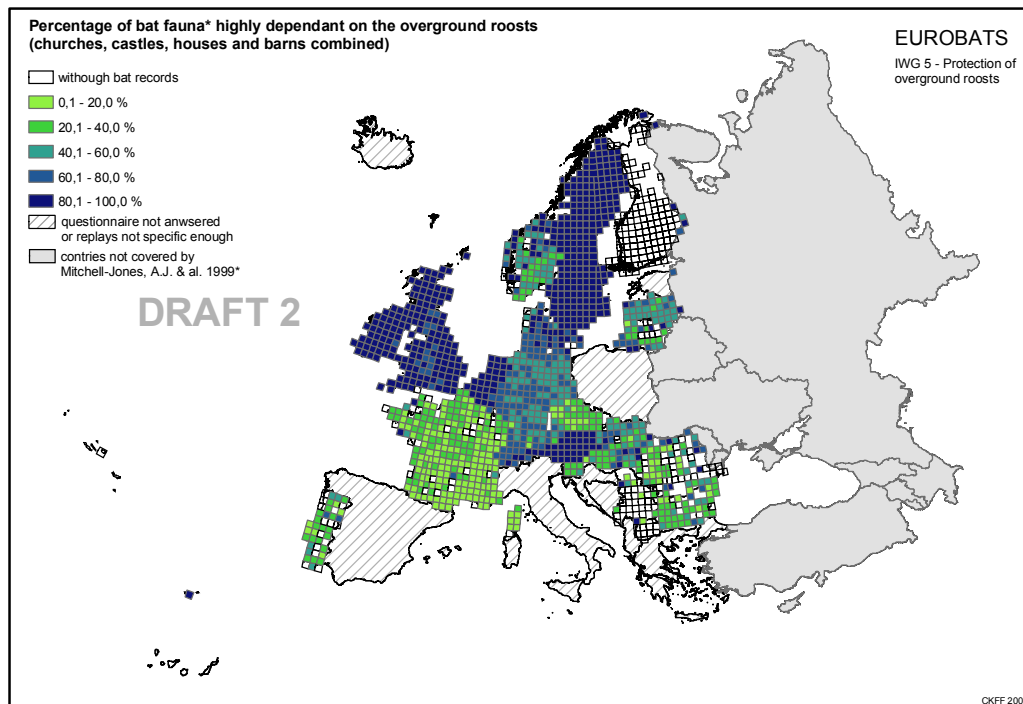 Percentage of bat fauna* highly dependant on the overground roosts
(churches, castles, houses and barns combined)
withough bat records
0,1 - 20,0 %
20,1 - 40,0 %
40,1 - 60,0 %
60,1 - 80,0 %
80,1 - 100,0 %
questionnaire not anwsered
or replays not specific enough
contries not covered by
Mitchell-Jones, A.J. & al. 1999*
DRAFT 2
EUROBATS
IWG 5 - Protection of
overground roosts
CKFF 200